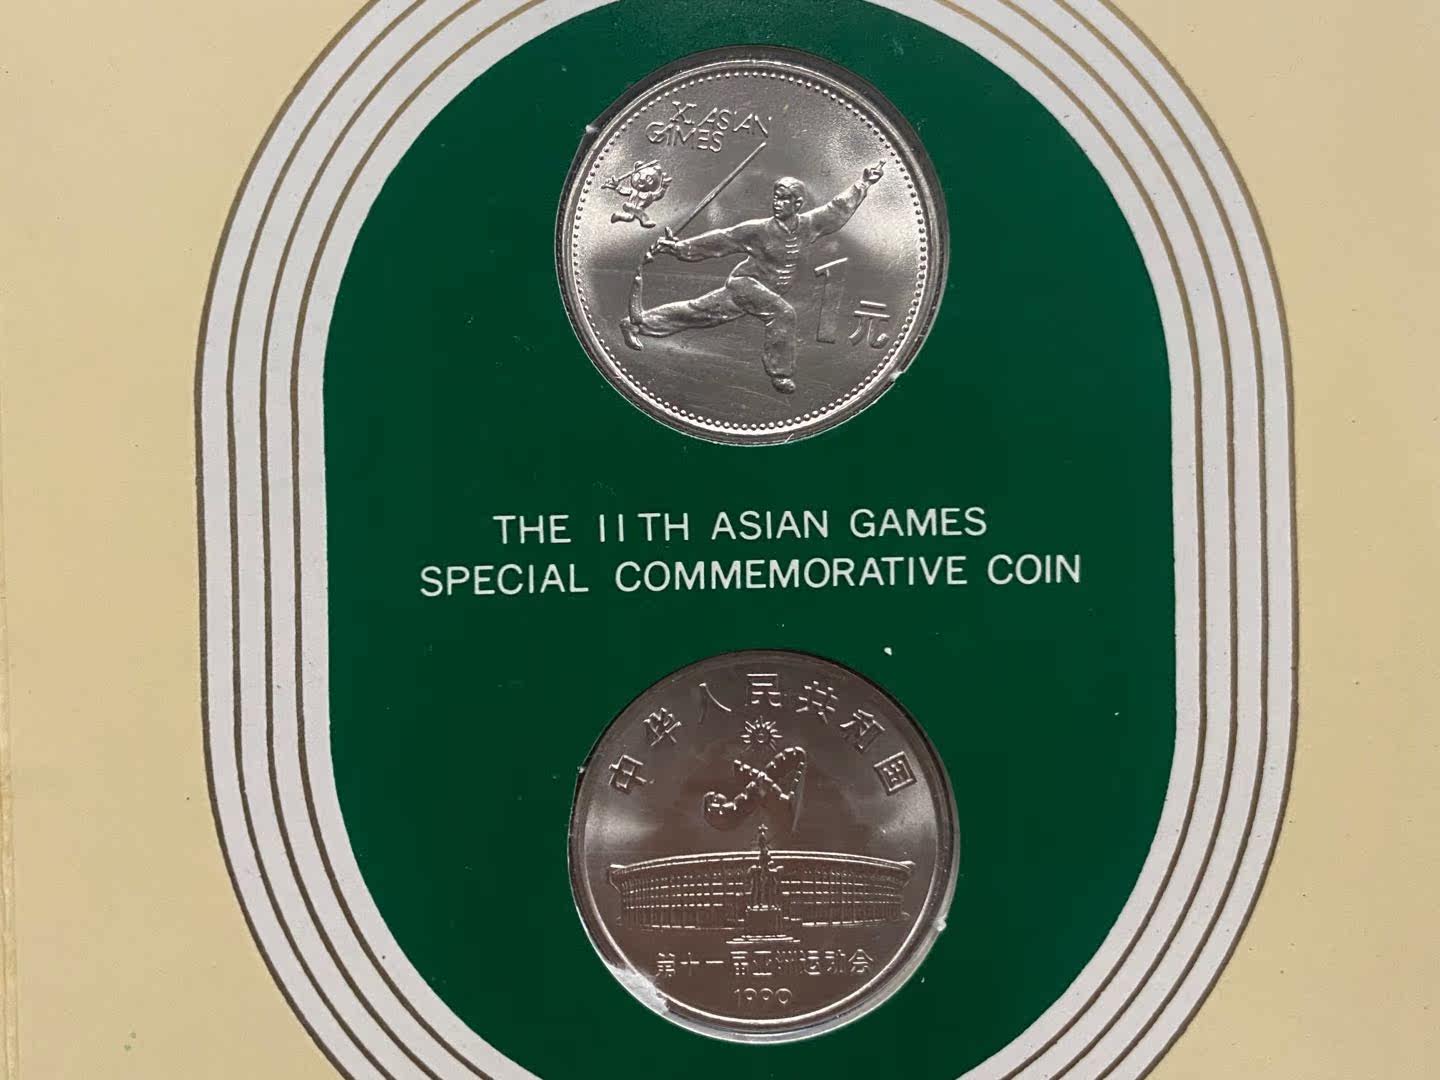 XI ASIAN
GAMES
1元
THE 11TH ASIAN GAMES
SPECIAL COMMEMORATIVE COIN
中华人民共和国
第十一届亚洲运动会
1990